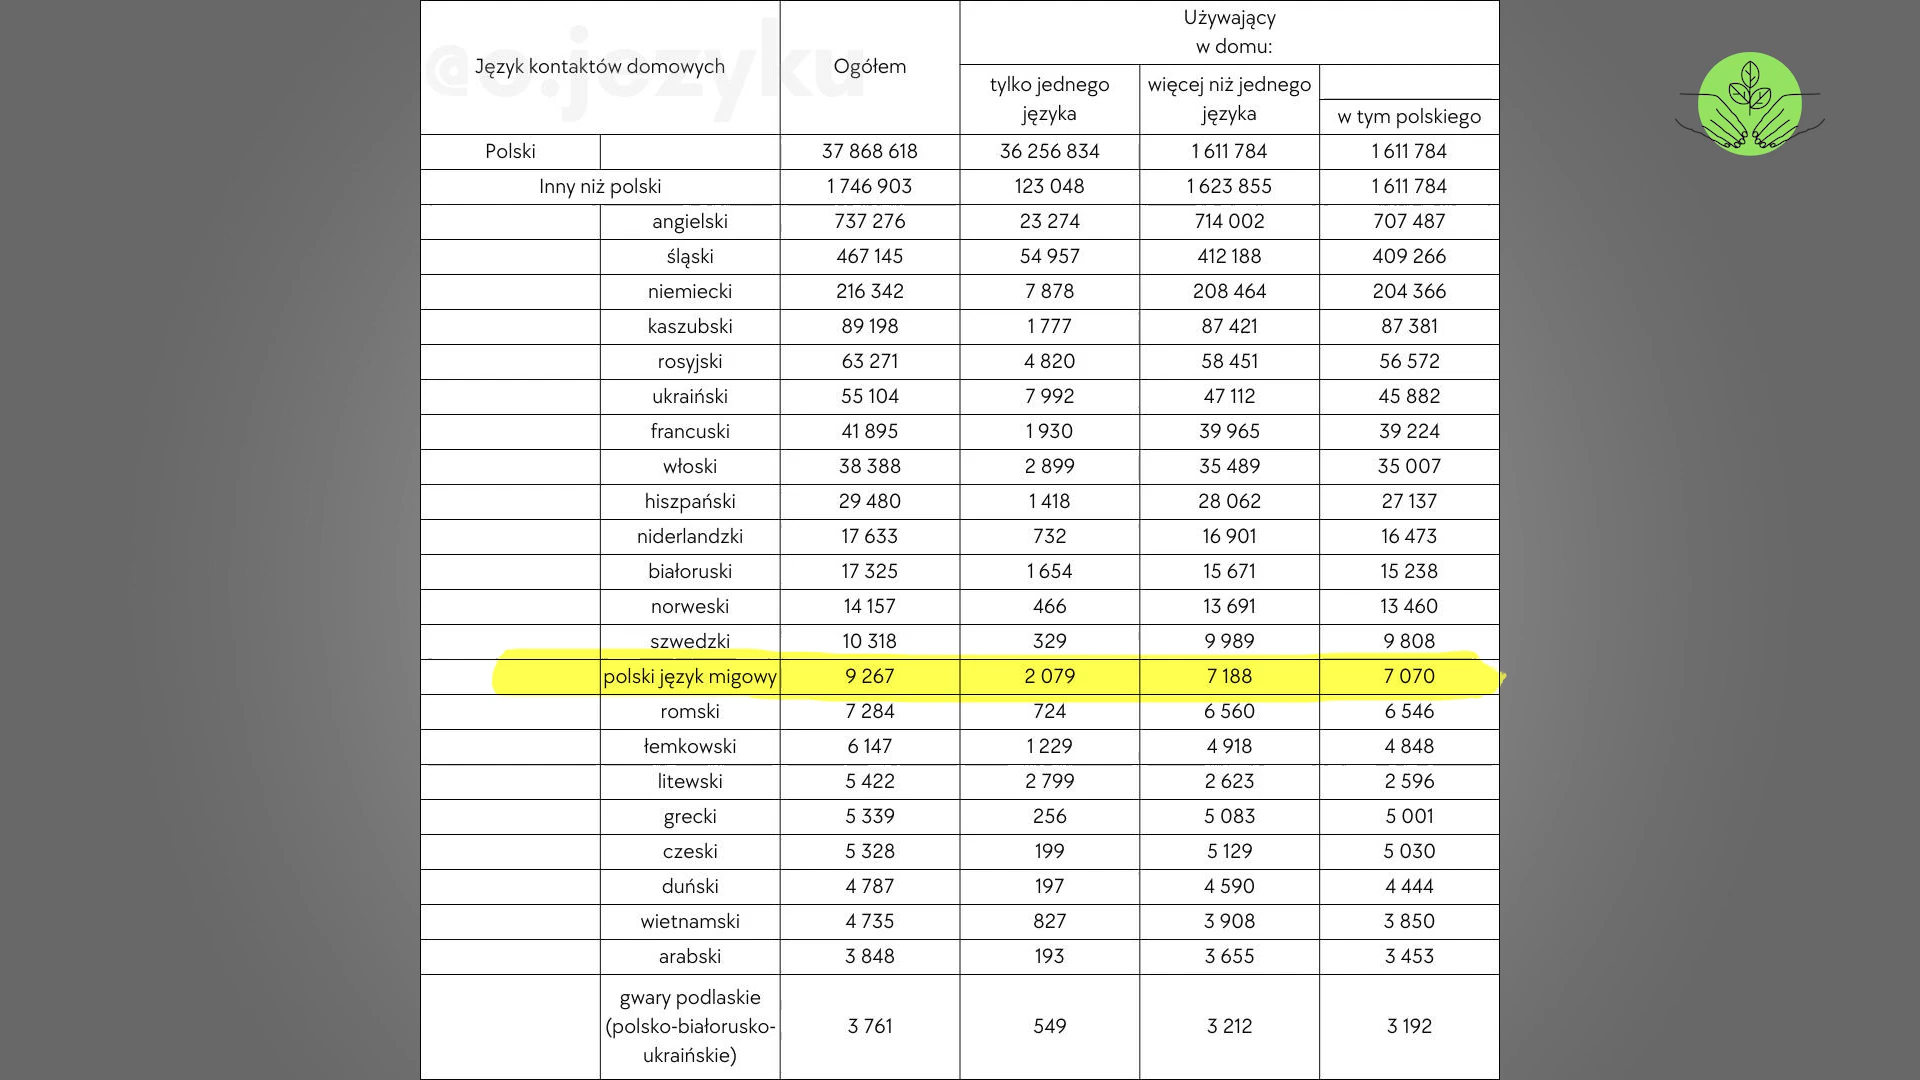 @o.jezyku
Język kontaktów domowych
Ogółem
Używający
w domu:
tylko jednego
języka
więcej niż jednego
języka
w tym polskiego
Polski 37 868 618 36 256 834 1 611 784 1 611 784
Inny niż polski 1 746 903 123 048 1 623 855 1 611 784
angielski 737 276 23 274 714 002 707 487
śląski 467 145 54 957 412 188 409 266
niemiecki 216 342 7 878 208 464 204 366
kaszubski 89 198 1 777 87 421 87 381
rosyjski 63 271 4 820 58 451 56 572
ukraiński 55 104 7 992 47 112 45 882
francuski 41 895 1 930 39 965 39 224
włoski 38 388 2 899 35 489 35 007
hiszpański 29 480 1 418 28 062 27 137
niderlandzki 17 633 732 16 901 16 473
białoruski 17 325 1 654 15 671 15 238
norweski 14 157 466 13 691 13 460
szwedzki 10 318 329 9 989 9 808
polski język migowy 9 267 2 079 7 188 7 070
romski 7 284 724 6 560 6 546
łemkowski 6 147 1 229 4 918 4 848
litewski 5 422 2 799 2 623 2 596
grecki 5 339 256 5 083 5 001
czeski 5 328 199 5 129 5 030
duński 4 787 197 4 590 4 444
wietnamski 4 735 827 3 908 3 850
arabski 3 848 193 3 655 3 453
gwary podlaskie
(polsko-białorusko-
ukraińskie)
3 761 549 3 212 3 192